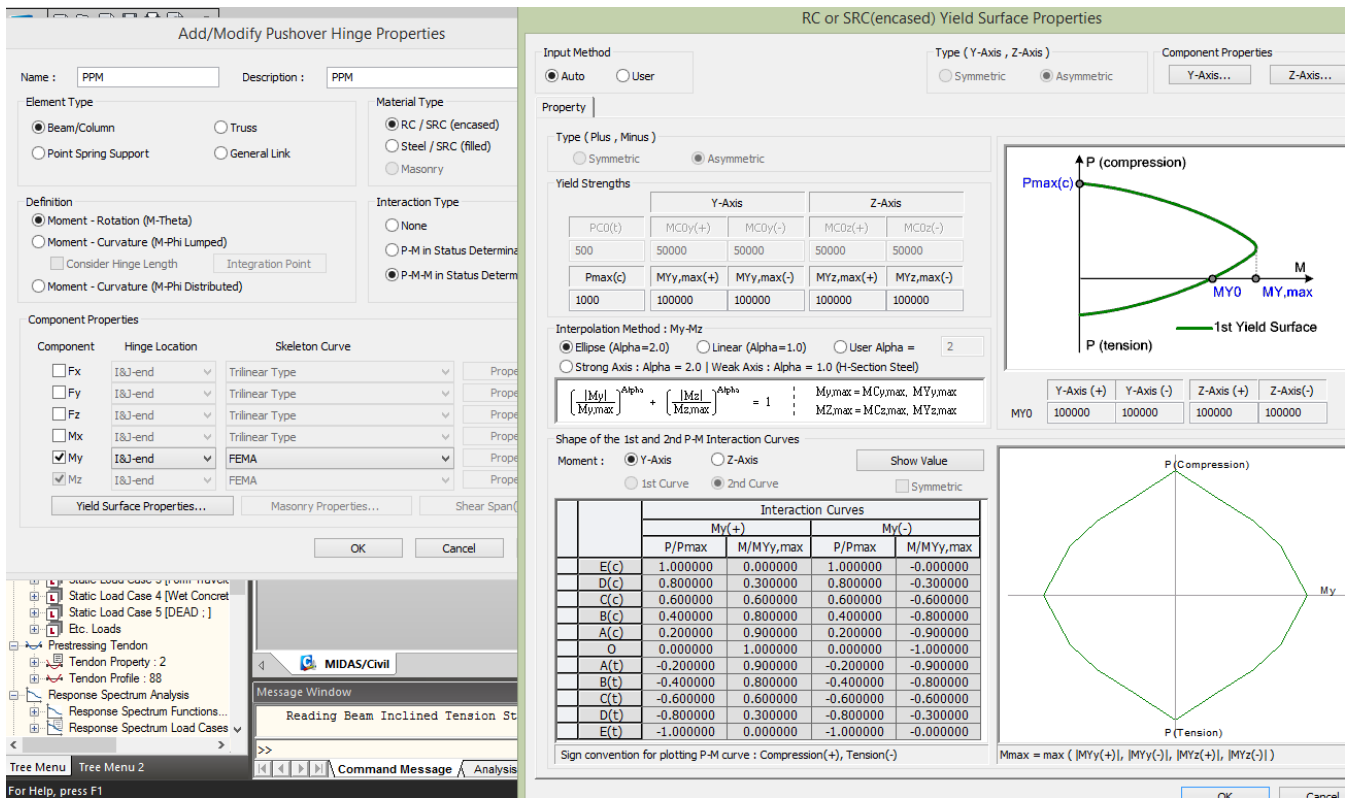 Add/Modify Pushover Hinge Properties
Name : PPM Description : PPM
Element Type
Beam/Column Truss
Point Spring Support General Link
Material Type
RC / SRC (encased)
Steel / SRC (filled)
Masonry
Definition
Moment - Rotation (M-Theta)
Moment - Curvature (M-Phi Lumped)
Consider Hinge Length Integration Point
Moment - Curvature (M-Phi Distributed)
Interaction Type
None
P-M in Status Determina
P-M-M in Status Determ
Component Properties
Component Hinge Location Skeleton Curve
Fx I&J-end Trilinear Type Prope
Fy I&J-end Trilinear Type Prope
Fz I&J-end Trilinear Type Prope
Mx I&J-end Trilinear Type Prope
My I&J-end FEMA Prope
Mz I&J-end FEMA Prope
Yield Surface Properties... Masonry Properties... Shear Span(
OK Cancel
Static Load Case 4 [Wet Concret
Static Load Case 5 [DEAD ; ]
Etc. Loads
Prestressing Tendon
Tendon Property : 2
Tendon Profile : 88
Response Spectrum Analysis
Response Spectrum Functions...
Response Spectrum Load Cases
Tree Menu Tree Menu 2
For Help, press F1
MIDAS/Civil
Message Window
Reading Beam Inclined Tension St
>>
Command Message Analysis
RC or SRC(encased) Yield Surface Properties
Input Method
Auto User
Type ( Y-Axis , Z-Axis )
Symmetric Asymmetric
Component Properties
Y-Axis... Z-Axis...
Property
Type ( Plus , Minus )
Symmetric Asymmetric
Yield Strengths
Y-Axis Z-Axis
PC0(t) MC0y(+) MC0y(-) MC0z(+) MC0z(-)
500 50000 50000 50000 50000
Pmax(c) MYy,max(+) MYy,max(-) MYz,max(+) MYz,max(-)
1000 100000 100000 100000 100000
Interpolation Method : My-Mz
Ellipse (Alpha=2.0) Linear (Alpha=1.0) User Alpha = 2
Strong Axis : Alpha = 2.0 | Weak Axis : Alpha = 1.0 (H-Section Steel)
(|My|/My,max)^Alpha + (|Mz|/Mz,max)^Alpha = 1
My,max = MCy,max, MYy,max
MZ,max = MCz,max, MYz,max
P (compression)
Pmax(c)
M
MY0 MY,max
1st Yield Surface
P (tension)
Y-Axis (+) Y-Axis (-) Z-Axis (+) Z-Axis(-)
MY0 100000 100000 100000 100000
Shape of the 1st and 2nd P-M Interaction Curves
Moment : Y-Axis Z-Axis Show Value
1st Curve 2nd Curve Symmetric
Interaction Curves
My(+) My(-)
P/Pmax M/MYy,max P/Pmax M/MYy,max
E(c) 1.000000 0.000000 1.000000 -0.000000
D(c) 0.800000 0.300000 0.800000 -0.300000
C(c) 0.600000 0.600000 0.600000 -0.600000
B(c) 0.400000 0.800000 0.400000 -0.800000
A(c) 0.200000 0.900000 0.200000 -0.900000
O 0.000000 1.000000 0.000000 -1.000000
A(t) -0.200000 0.900000 -0.200000 -0.900000
B(t) -0.400000 0.800000 -0.400000 -0.800000
C(t) -0.600000 0.600000 -0.600000 -0.600000
D(t) -0.800000 0.300000 -0.800000 -0.300000
E(t) -1.000000 0.000000 -1.000000 -0.000000
Sign convention for plotting P-M curve : Compression(+), Tension(-)
P(Compression)
My
P(Tension)
Mmax = max ( |MYy(+)|, |MYy(-)|, |MYz(+)|, |MYz(-)| )
OK Cancel